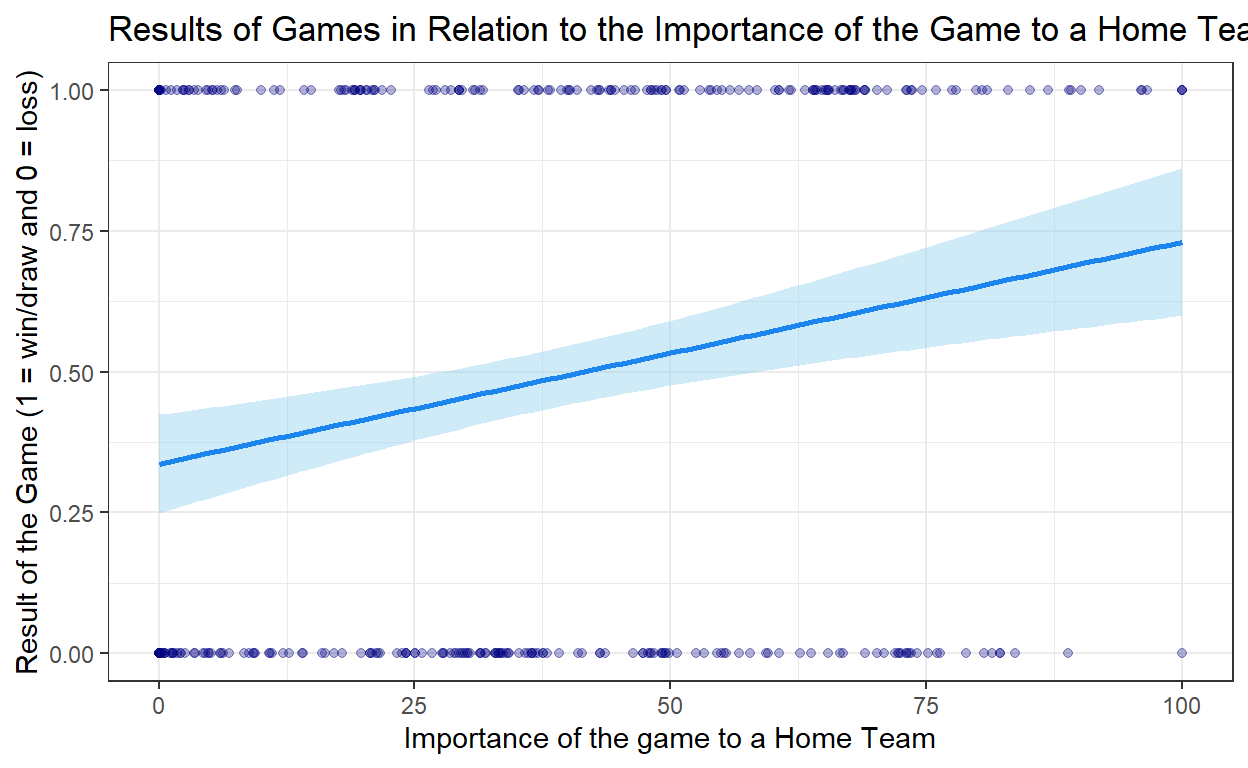 Results of Games in Relation to the Importance of the Game to a Home Tea
Result of the Game (1 = win/draw and 0 = loss)
1.00
0.75
0.50
0.25
0.00
0 25 50 75 100
Importance of the game to a Home Team